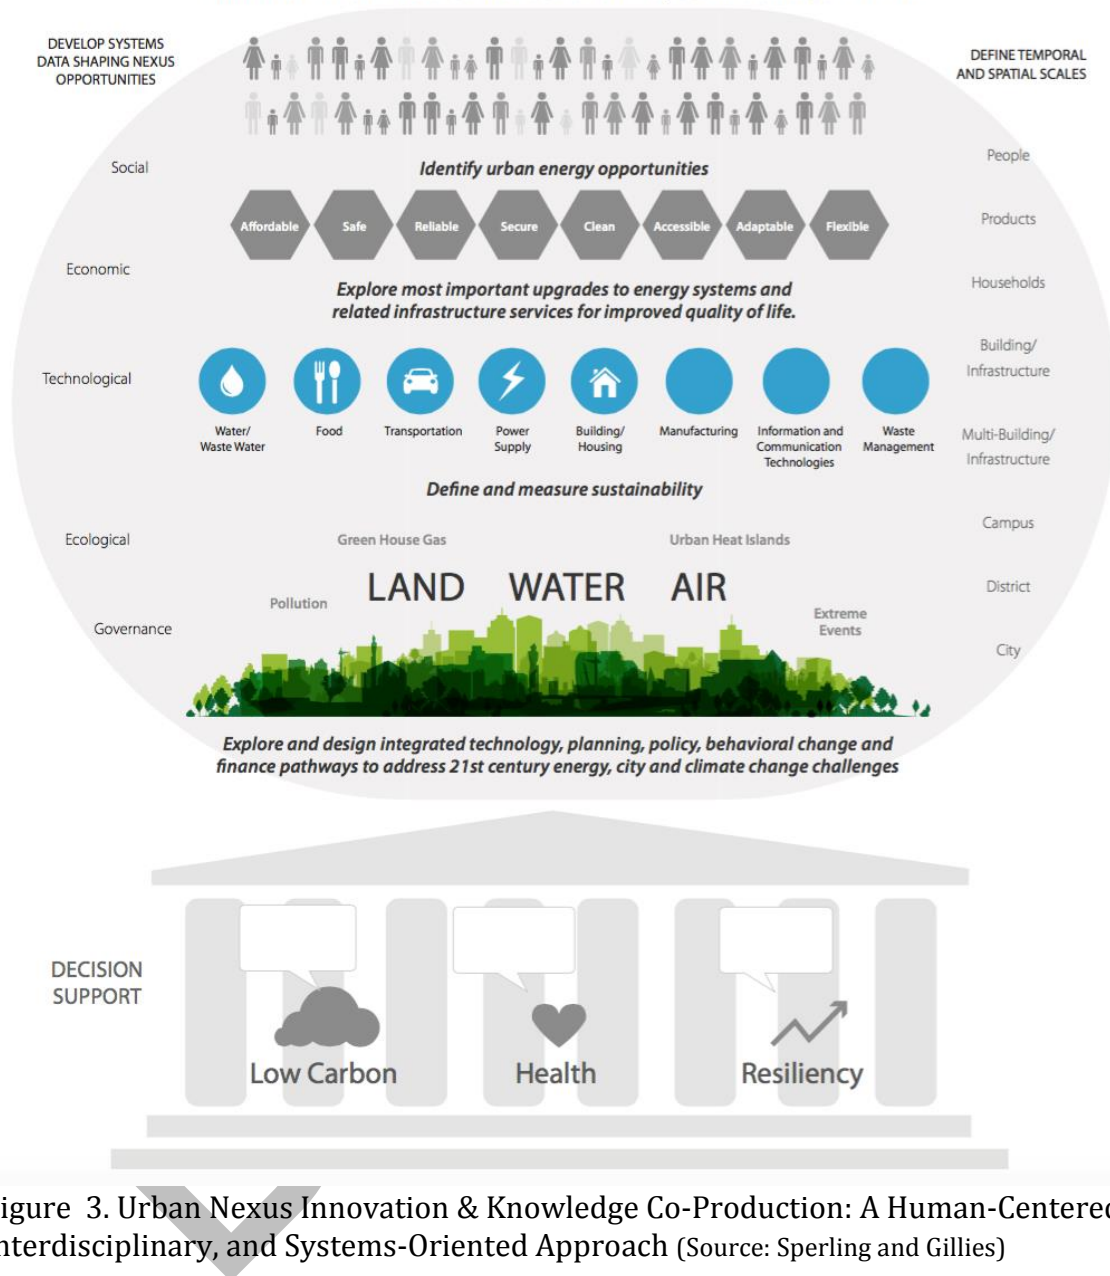 DEVELOP SYSTEMS
DATA SHAPING NEXUS
OPPORTUNITIES
DEFINE TEMPORAL
AND SPATIAL SCALES
Social
Economic
Technological
Ecological
Governance
People
Products
Households
Building/
Infrastructure
Multi-Building/
Infrastructure
Campus
District
City
Identify urban energy opportunities
Affordable
Safe
Reliable
Secure
Clean
Accessible
Adaptable
Flexible
Explore most important upgrades to energy systems and
related infrastructure services for improved quality of life.
Water/
Waste Water
Food
Transportation
Power
Supply
Building/
Housing
Manufacturing
Information and
Communication
Technologies
Waste
Management
Define and measure sustainability
Green House Gas
Urban Heat Islands
Pollution
LAND WATER AIR
Extreme
Events
Explore and design integrated technology, planning, policy, behavioral change and
finance pathways to address 21st century energy, city and climate change challenges
DECISION
SUPPORT
Low Carbon
Health
Resiliency
igure 3. Urban Nexus Innovation & Knowledge Co-Production: A Human-Centered
nterdisciplinary, and Systems-Oriented Approach (Source: Sperling and Gillies)